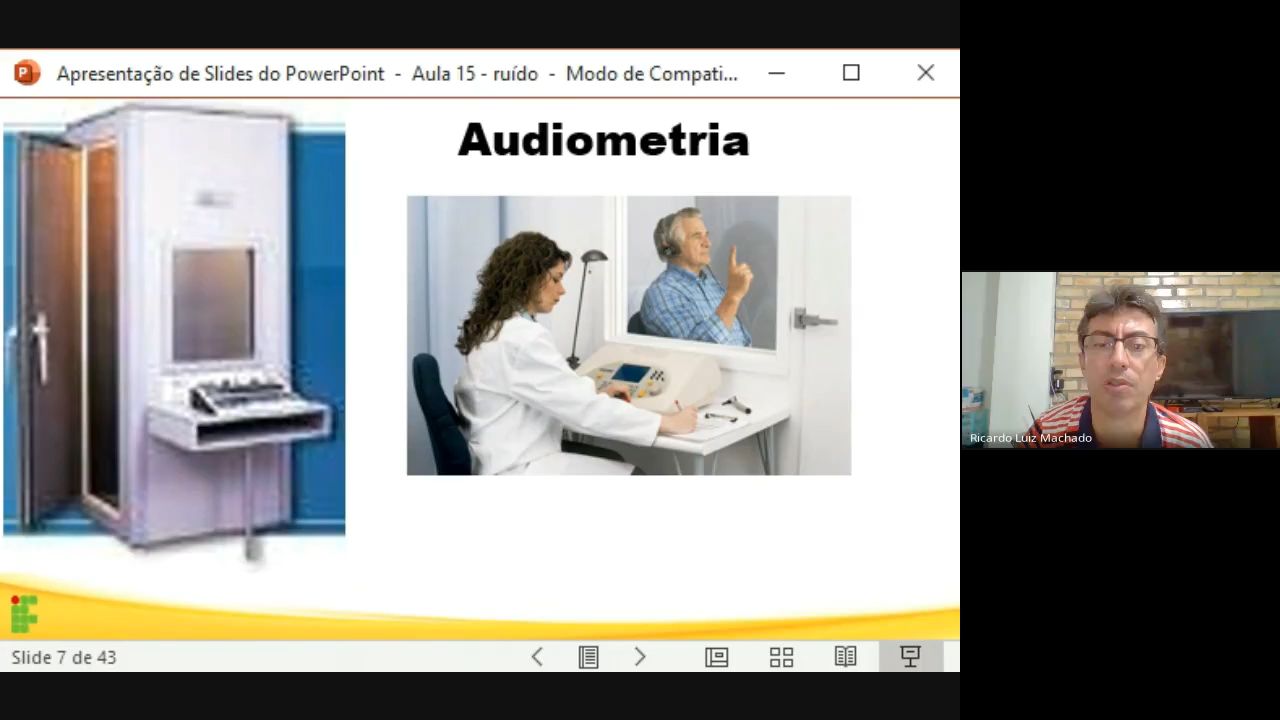 Apresentação de Slides do PowerPoint - Aula 15 - ruído - Modo de Compati...
Audiometria
Ricardo Luiz Machado
Slide 7 de 43